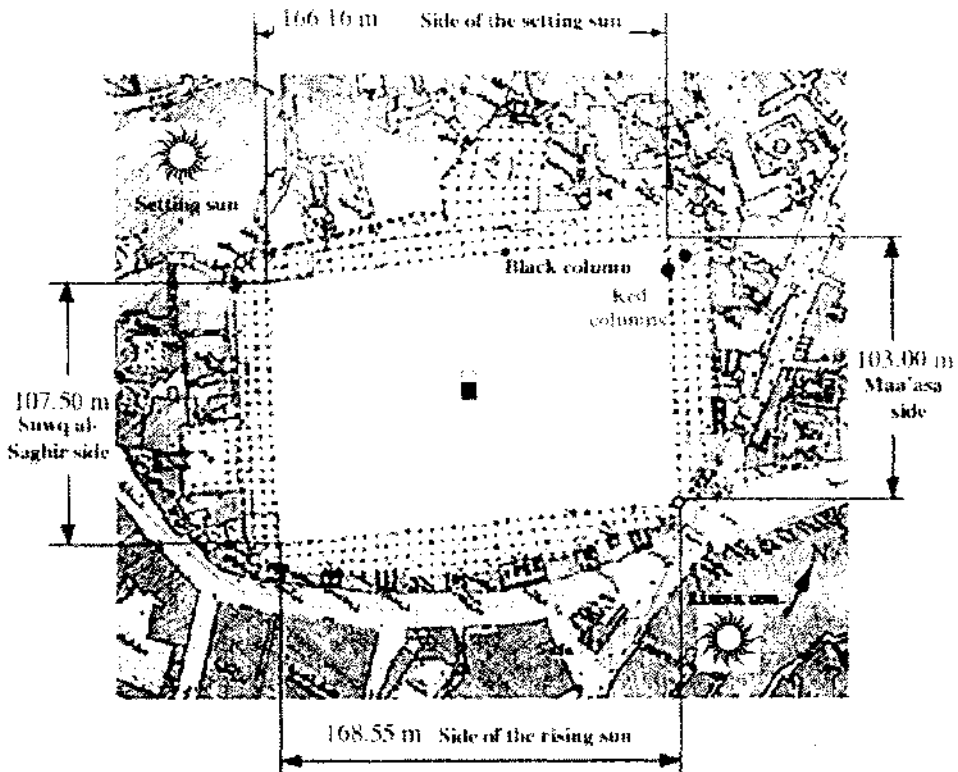 166.16 m Side of the setting sun
Setting sun
Black column
Red
columns
103.00 m
Maa'asa
side
107.50 m
Suwq al-
Saghir side
N
168.55 m Side of the rising sun